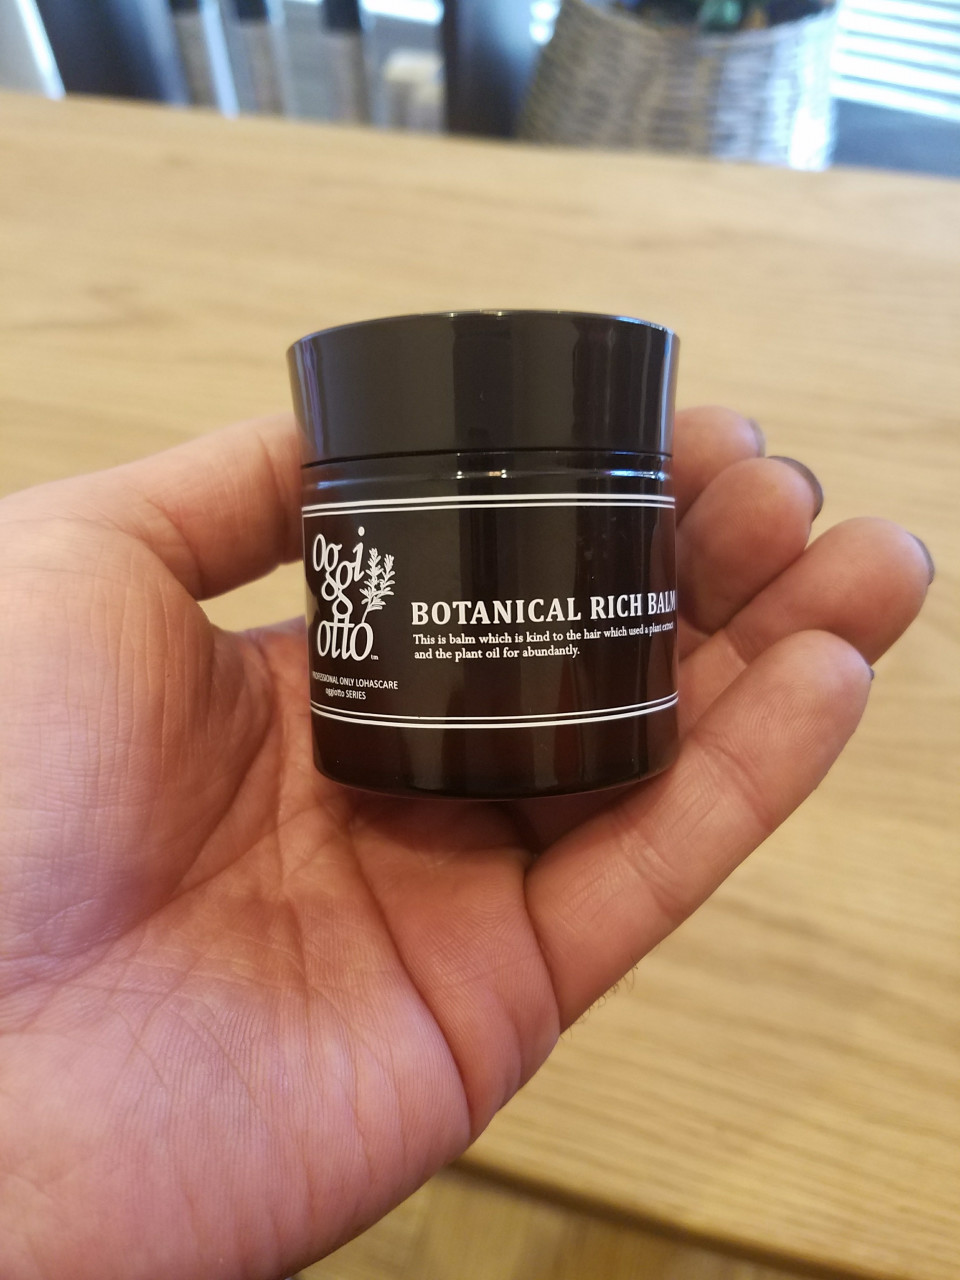 oggi
otto
tm
PROFESSIONAL ONLY LOHASCARE
oggiotto SERIES
BOTANICAL RICH BALM
This is balm which is kind to the hair which used a plant extract
and the plant oil for abundantly.